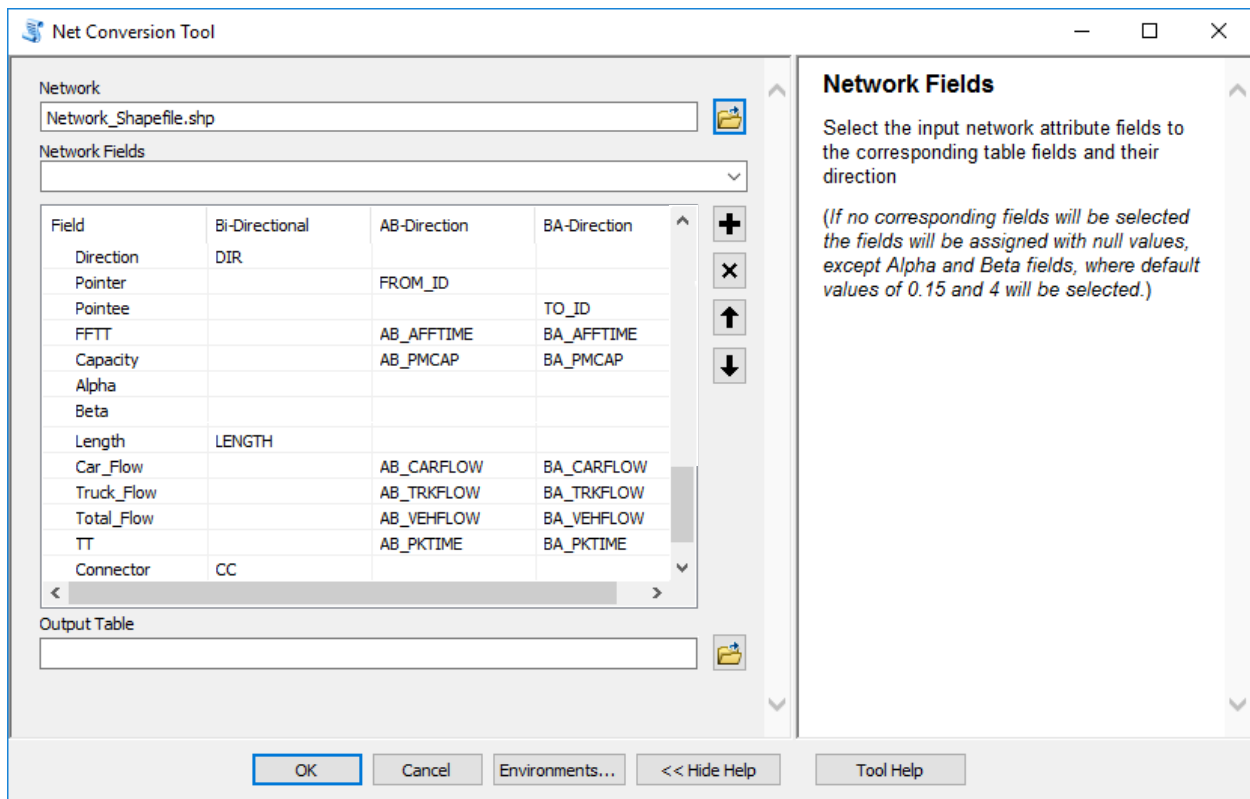 Net Conversion Tool
Network
Network_Shapefile.shp
Network Fields
Field Bi-Directional AB-Direction BA-Direction
Direction DIR
Pointer FROM_ID
Pointee TO_ID
FFTT AB_AFFTIME BA_AFFTIME
Capacity AB_PMCAP BA_PMCAP
Alpha
Beta
Length LENGTH
Car_Flow AB_CARFLOW BA_CARFLOW
Truck_Flow AB_TRKFLOW BA_TRKFLOW
Total_Flow AB_VEHFLOW BA_VEHFLOW
TT AB_PKTIME BA_PKTIME
Connector CC
Output Table
Network Fields
Select the input network attribute fields to
the corresponding table fields and their
direction
(If no corresponding fields will be selected
the fields will be assigned with null values,
except Alpha and Beta fields, where default
values of 0.15 and 4 will be selected.)
OK Cancel Environments... << Hide Help Tool Help